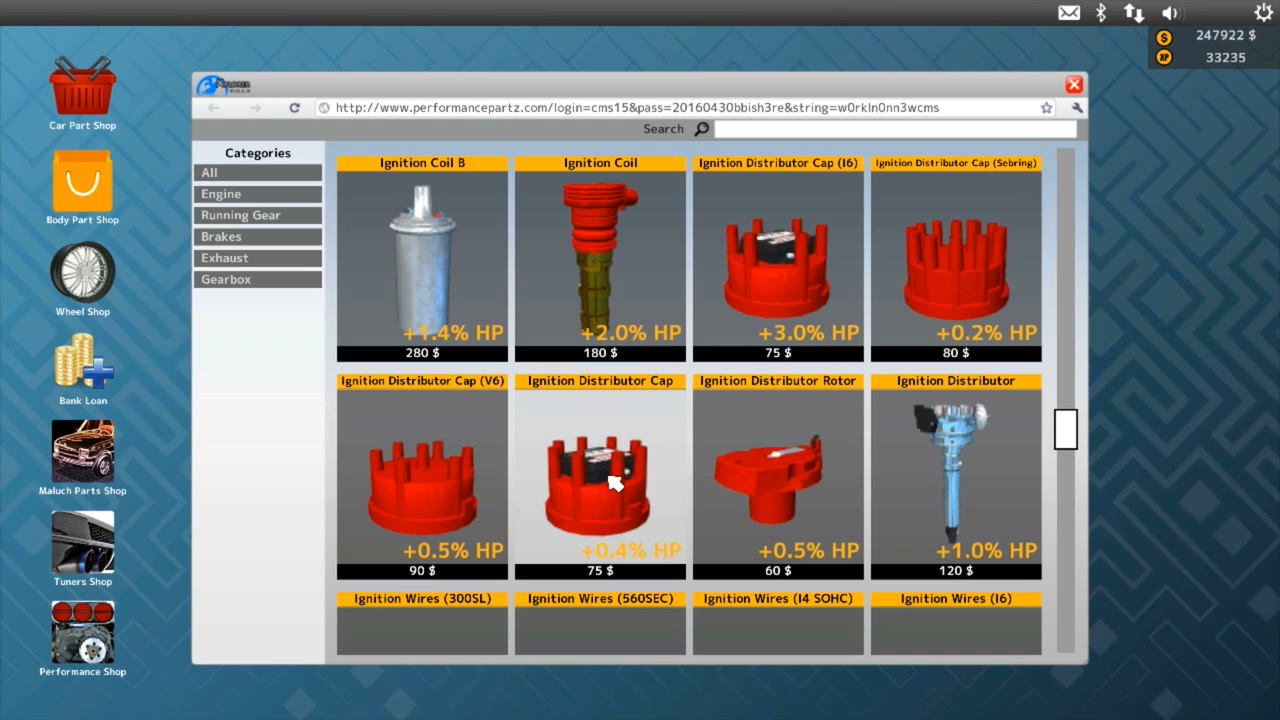 247922 $
33235
Car Part Shop
Body Part Shop
Wheel Shop
Bank Loan
Maluch Parts Shop
Tuners Shop
Performance Shop
http://www.performancepartz.com/login=cms15&pass=20160430bbish3re&string=w0rkIn0nn3wcms
Search
Categories
All
Engine
Running Gear
Brakes
Exhaust
Gearbox
Ignition Coil B
+1.4% HP
280 $
Ignition Coil
+2.0% HP
180 $
Ignition Distributor Cap (I6)
+3.0% HP
75 $
Ignition Distributor Cap (Sebring)
+0.2% HP
80 $
Ignition Distributor Cap (V6)
+0.5% HP
90 $
Ignition Distributor Cap
+0.4% HP
75 $
Ignition Distributor Rotor
+0.5% HP
60 $
Ignition Distributor
+1.0% HP
120 $
Ignition Wires (300SL)
Ignition Wires (560SEC)
Ignition Wires (I4 SOHC)
Ignition Wires (I6)